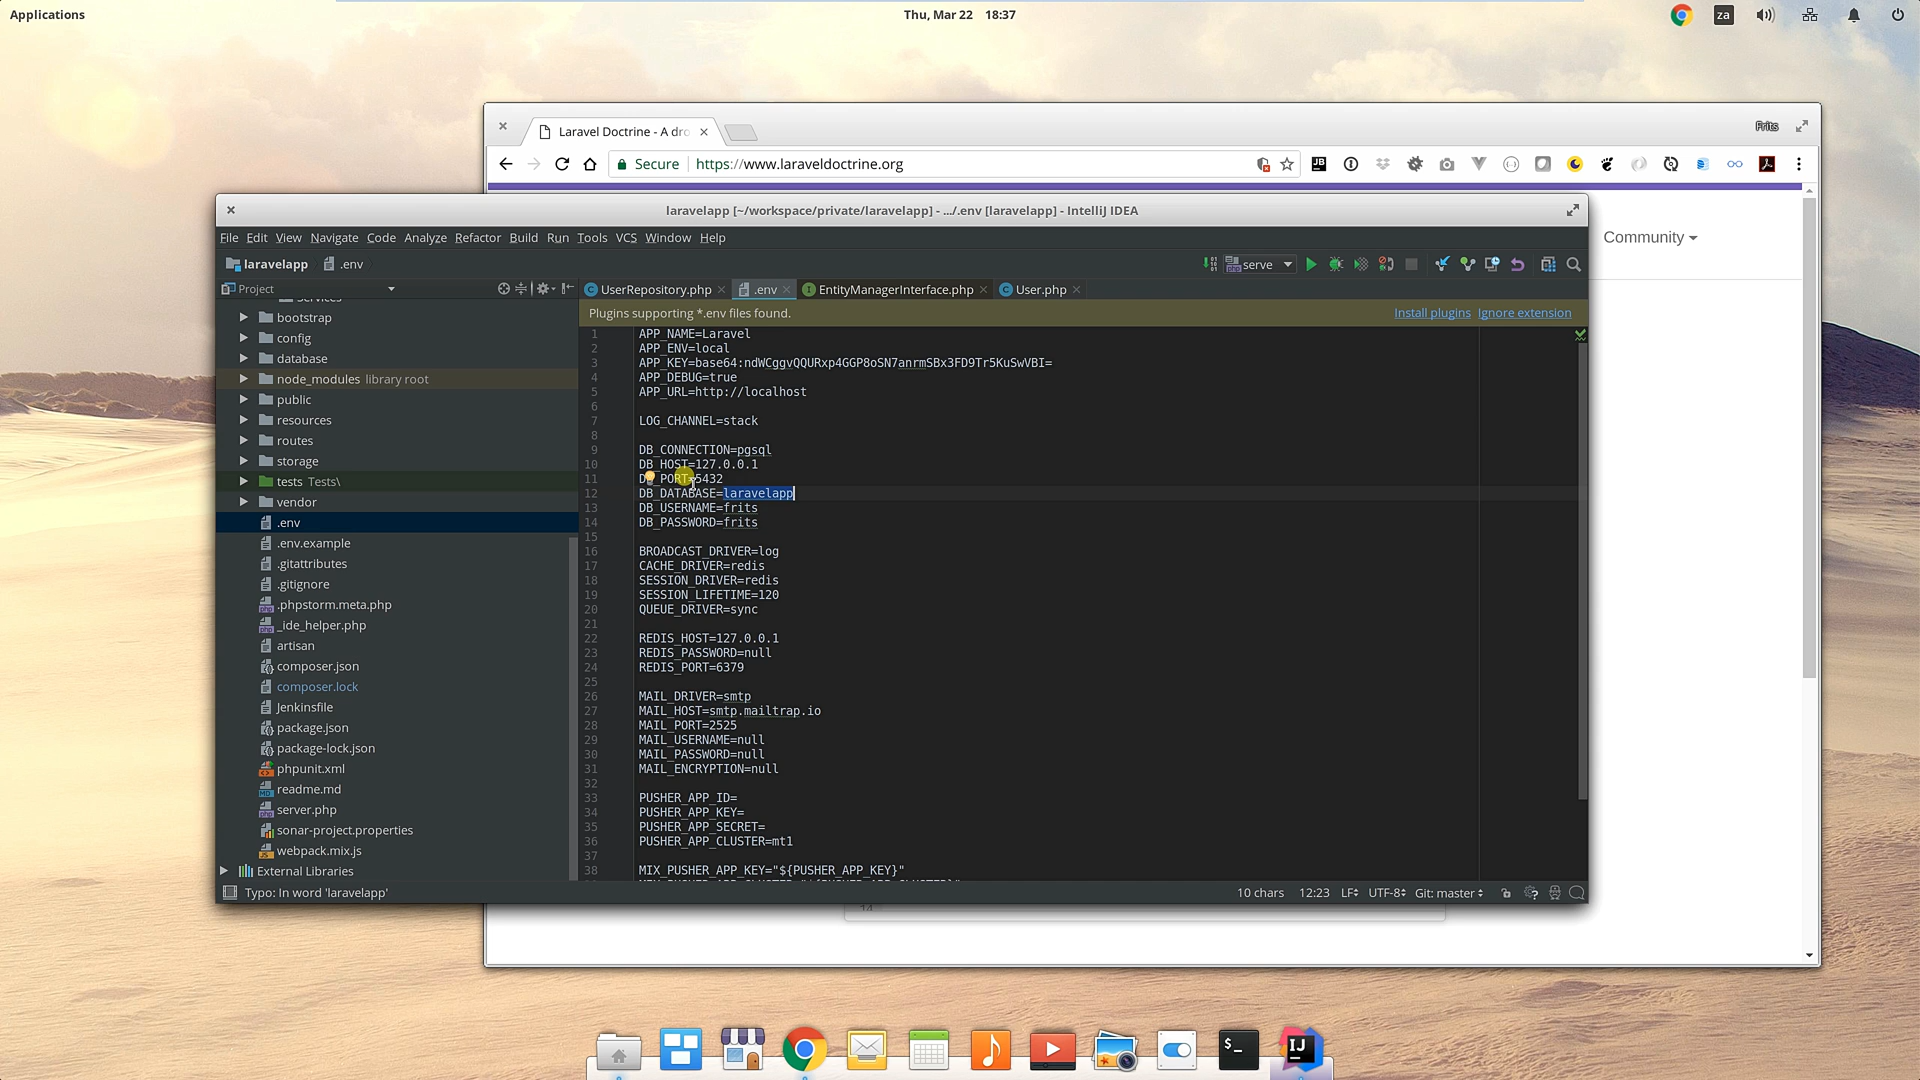 Applications
Thu, Mar 22 18:37
za
Laravel Doctrine - A dro
Frits
Secure https://www.laraveldoctrine.org
Community
laravelapp [~/workspace/private/laravelapp] - .../.env [laravelapp] - IntelliJ IDEA
File Edit View Navigate Code Analyze Refactor Build Run Tools VCS Window Help
laravelapp .env
serve
Project
UserRepository.php .env EntityManagerInterface.php User.php
Plugins supporting *.env files found. Install plugins Ignore extension
services
bootstrap
config
database
node_modules library root
public
resources
routes
storage
tests Tests\
vendor
.env
.env.example
.gitattributes
.gitignore
.phpstorm.meta.php
_ide_helper.php
artisan
composer.json
composer.lock
Jenkinsfile
package.json
package-lock.json
phpunit.xml
readme.md
server.php
sonar-project.properties
webpack.mix.js
External Libraries
1 APP_NAME=Laravel
2 APP_ENV=local
3 APP_KEY=base64:ndWCggvQQURxp4GGP8oSN7anrmSBx3FD9Tr5KuSwVBI=
4 APP_DEBUG=true
5 APP_URL=http://localhost
6
7 LOG_CHANNEL=stack
8
9 DB_CONNECTION=pgsql
10 DB_HOST=127.0.0.1
11 DB_PORT=5432
12 DB_DATABASE=laravelapp
13 DB_USERNAME=frits
14 DB_PASSWORD=frits
15
16 BROADCAST_DRIVER=log
17 CACHE_DRIVER=redis
18 SESSION_DRIVER=redis
19 SESSION_LIFETIME=120
20 QUEUE_DRIVER=sync
21
22 REDIS_HOST=127.0.0.1
23 REDIS_PASSWORD=null
24 REDIS_PORT=6379
25
26 MAIL_DRIVER=smtp
27 MAIL_HOST=smtp.mailtrap.io
28 MAIL_PORT=2525
29 MAIL_USERNAME=null
30 MAIL_PASSWORD=null
31 MAIL_ENCRYPTION=null
32
33 PUSHER_APP_ID=
34 PUSHER_APP_KEY=
35 PUSHER_APP_SECRET=
36 PUSHER_APP_CLUSTER=mt1
37
38 MIX_PUSHER_APP_KEY="${PUSHER_APP_KEY}"
Typo: In word 'laravelapp' 10 chars 12:23 LF UTF-8 Git: master